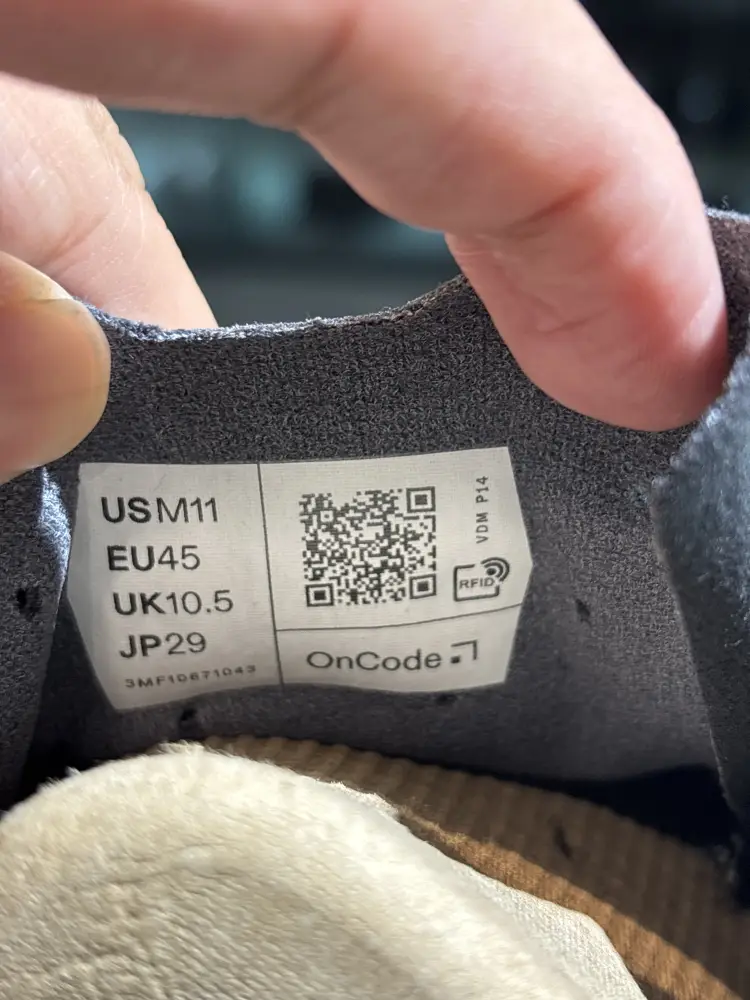 USM11
EU45
UK10.5
JP29
3MF10671043
VDM P14
RFID
OnCode